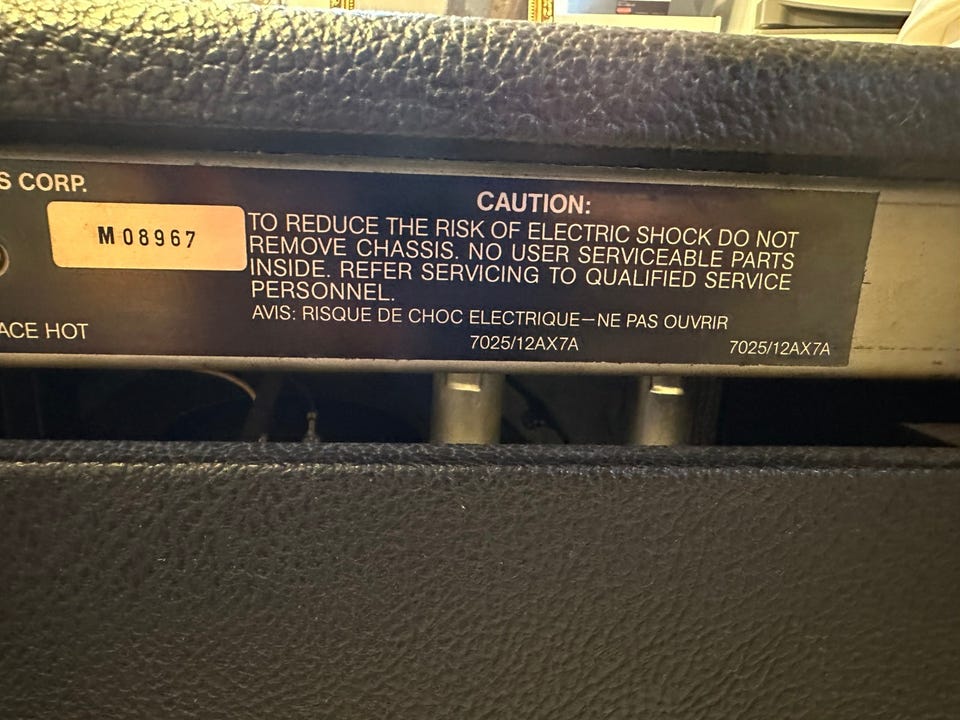 S CORP.
M 08967
ACE HOT
CAUTION:
TO REDUCE THE RISK OF ELECTRIC SHOCK DO NOT
REMOVE CHASSIS. NO USER SERVICEABLE PARTS
INSIDE. REFER SERVICING TO QUALIFIED SERVICE
PERSONNEL.
AVIS: RISQUE DE CHOC ELECTRIQUE—NE PAS OUVRIR
7025/12AX7A
7025/12AX7A